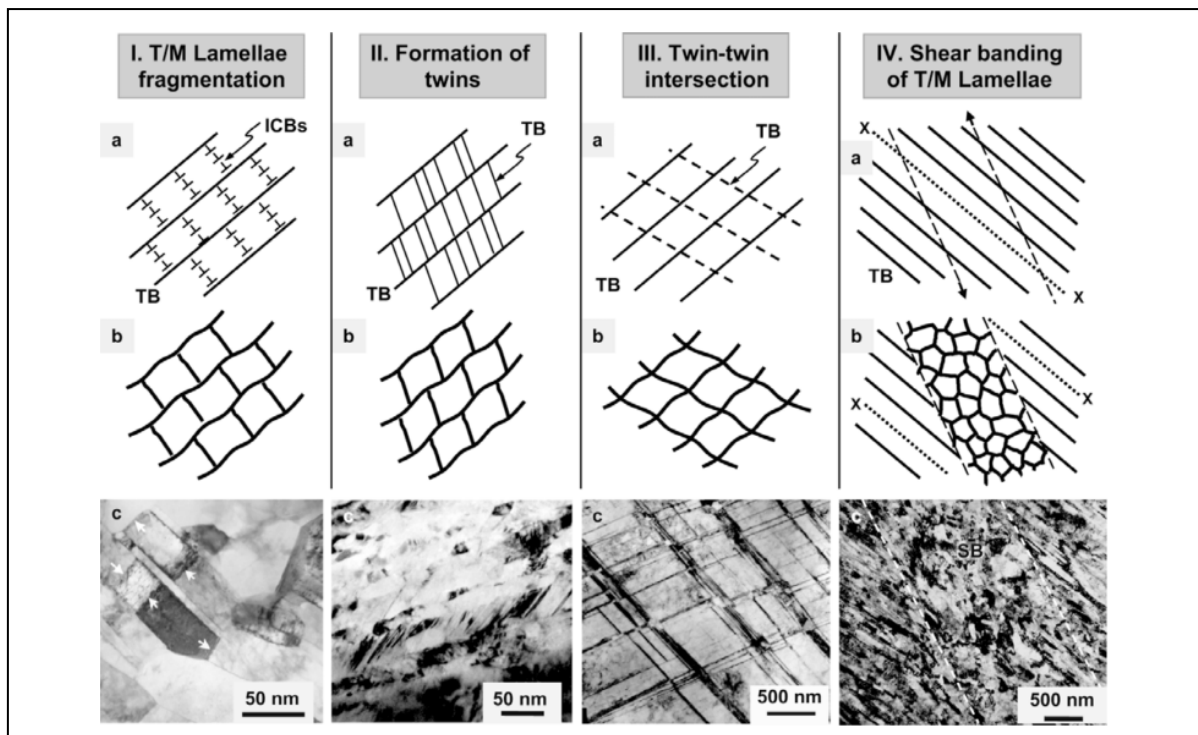 I. T/M Lamellae
fragmentation
II. Formation of
twins
III. Twin-twin
intersection
IV. Shear banding
of T/M Lamellae
a
ICBs
TB
a
TB
TB
a
TB
TB
a
X
X
TB
b
b
b
b
X
X
c
50 nm
c
50 nm
c
500 nm
c
SB
500 nm